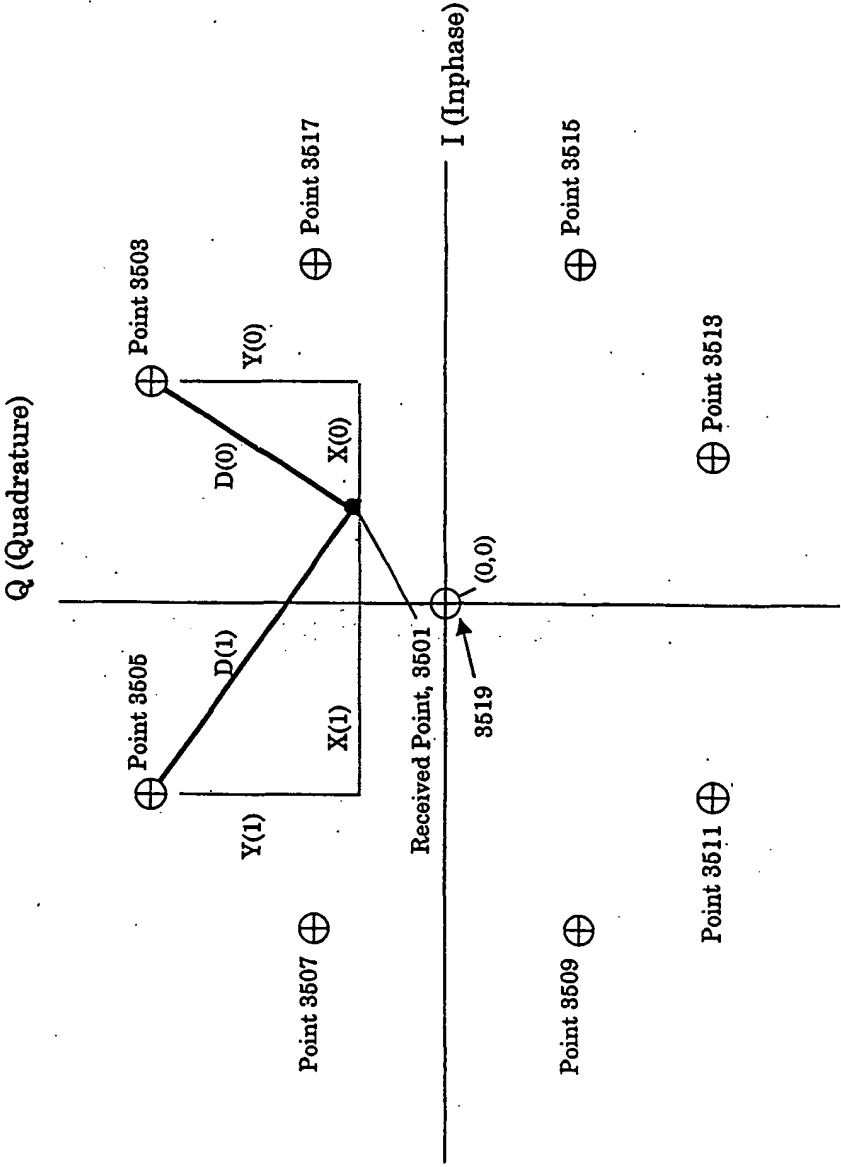 Q (Quadrature)
Point 3505
Point 3503
D(1)
D(0)
Y(1)
Y(0)
Point 3507
Point 3517
X(1)
X(0)
Received Point, 3501
I (Inphase)
3519
(0,0)
Point 3509
Point 3515
Point 3511
Point 3513